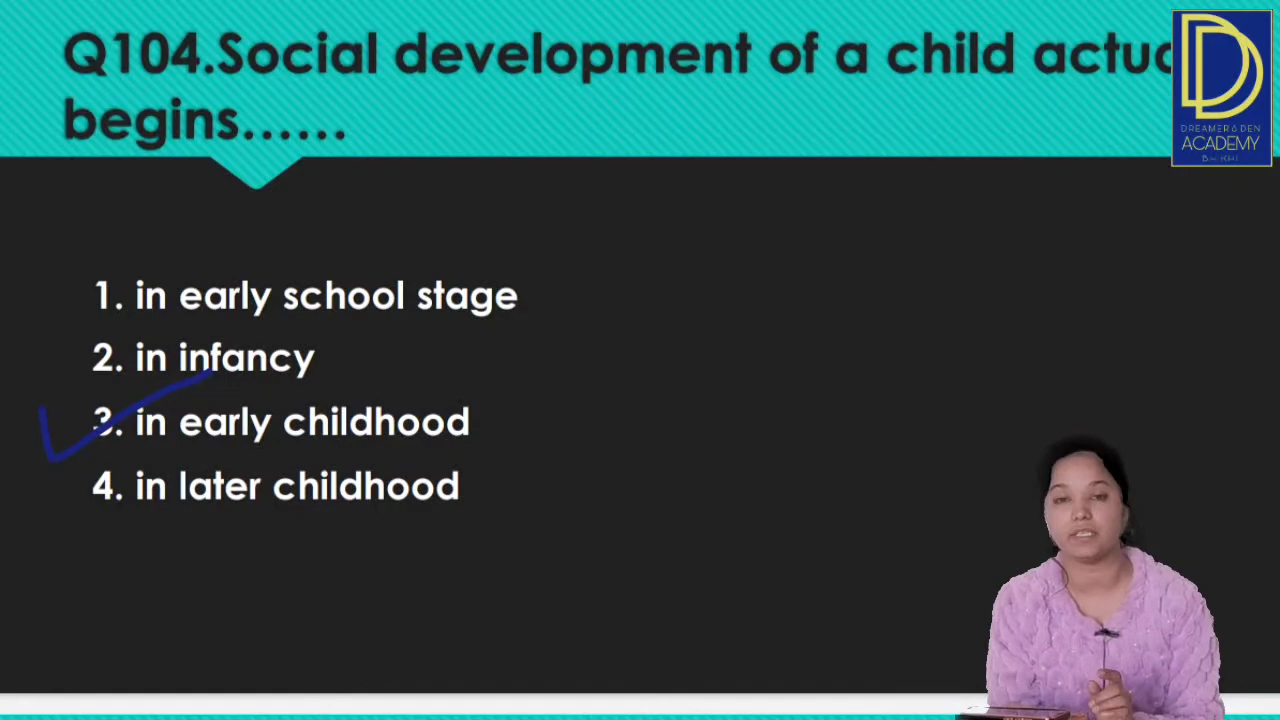 Q104.Social development of a child actua
begins……
1. in early school stage
2. in infancy
3. in early childhood
4. in later childhood
DREAMER'S DEN
ACADEMY